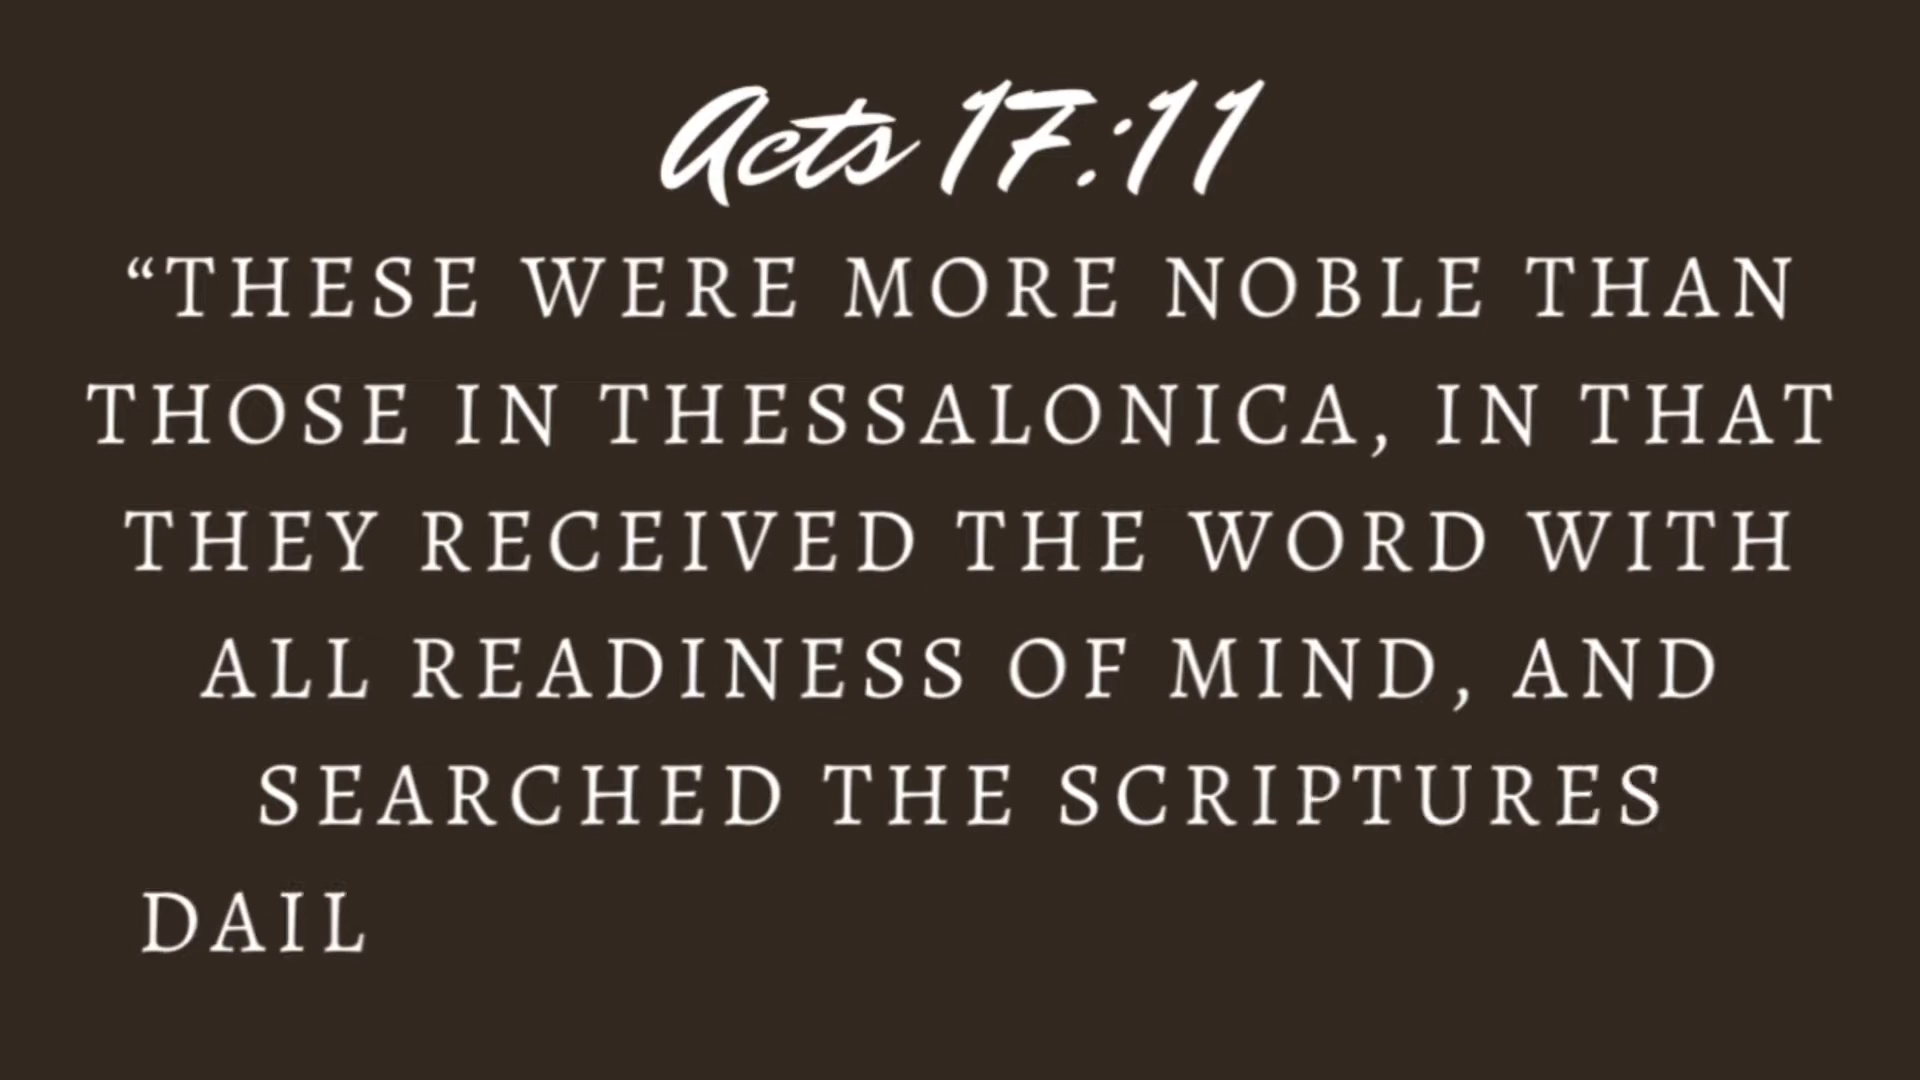 Acts 17:11
“THESE WERE MORE NOBLE THAN
THOSE IN THESSALONICA, IN THAT
THEY RECEIVED THE WORD WITH
ALL READINESS OF MIND, AND
SEARCHED THE SCRIPTURES
DAIL